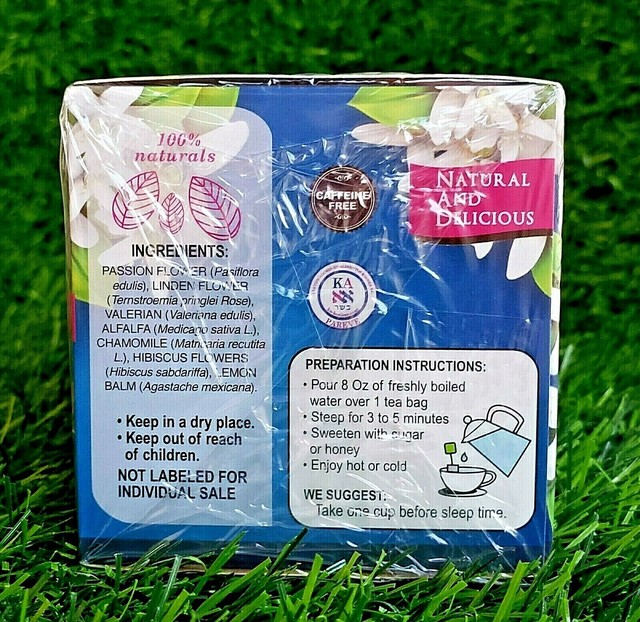 100%
naturals
INGREDIENTS:
PASSION FLOWER (Pasiflora
edulis), LINDEN FLOWER
(Ternstroemia pringlei Rose),
VALERIAN (Valeriana edulis),
ALFALFA (Medicano sativa L.),
CHAMOMILE (Matricaria recutita
L.), HIBISCUS FLOWERS
(Hibiscus sabdariffa), LEMON
BALM (Agastache mexicana).
• Keep in a dry place.
• Keep out of reach
of children.
NOT LABELED FOR
INDIVIDUAL SALE
CAFFEINE
FREE
KA
כשר
PAREVE
NATURAL
AND
DELICIOUS
PREPARATION INSTRUCTIONS:
• Pour 8 Oz of freshly boiled
water over 1 tea bag
• Steep for 3 to 5 minutes
• Sweeten with sugar
or honey
• Enjoy hot or cold
WE SUGGEST:
Take one cup before sleep time.